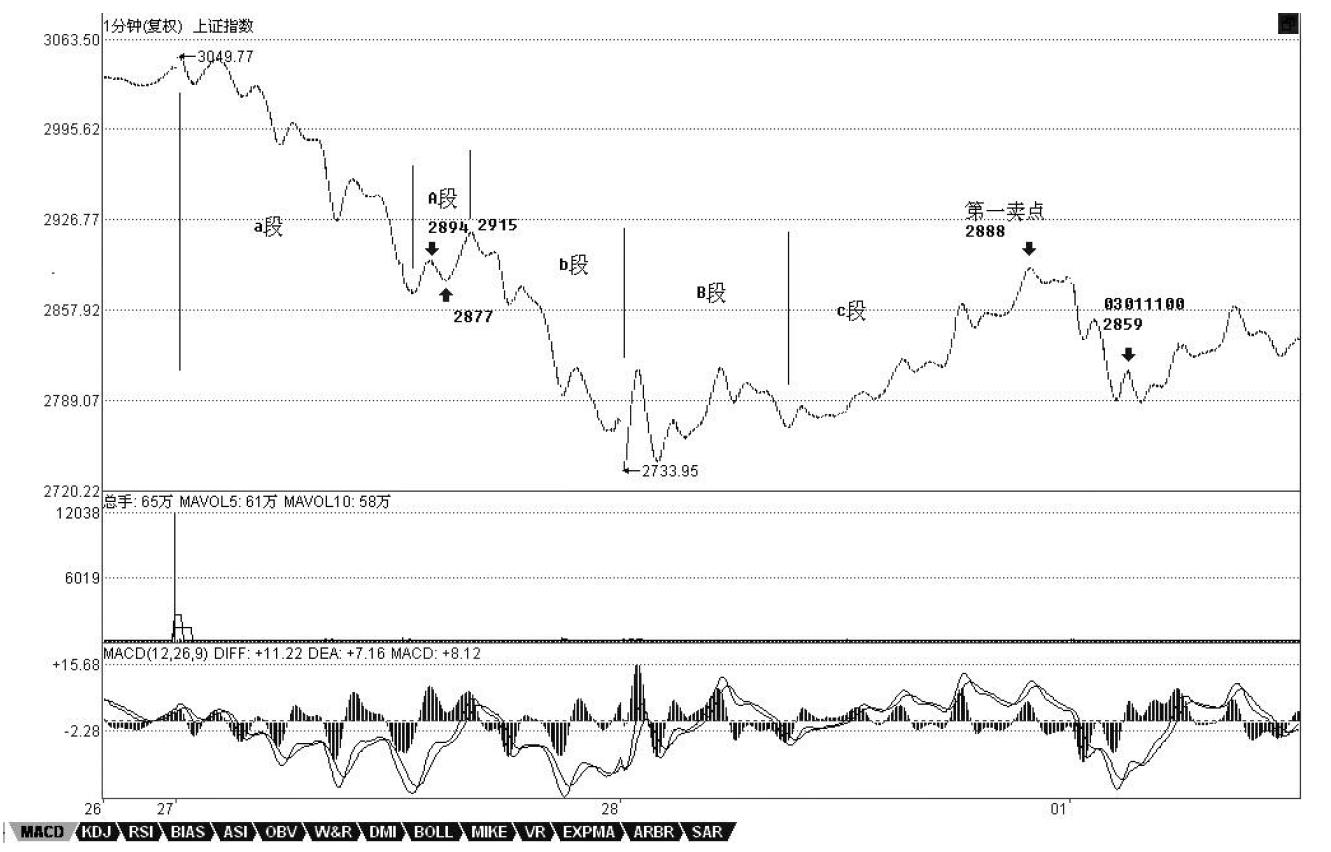 1分钟(复权) 上证指数
3063.50
3049.77
2995.62
2926.77
2857.92
2789.07
2720.22
a段
A段
2894
2915
2877
b段
B段
c段
第一卖点
2888
03011100
2859
2733.95
总手: 65万 MAVOL5: 61万 MAVOL10: 58万
12038
6019
MACD(12,26,9) DIFF: +11.22 DEA: +7.16 MACD: +8.12
+15.68
-2.28
26 27 28 01
MACD KDJ RSI BIAS ASI OBV W&R DMI BOLL MIKE VR EXPMA ARBR SAR